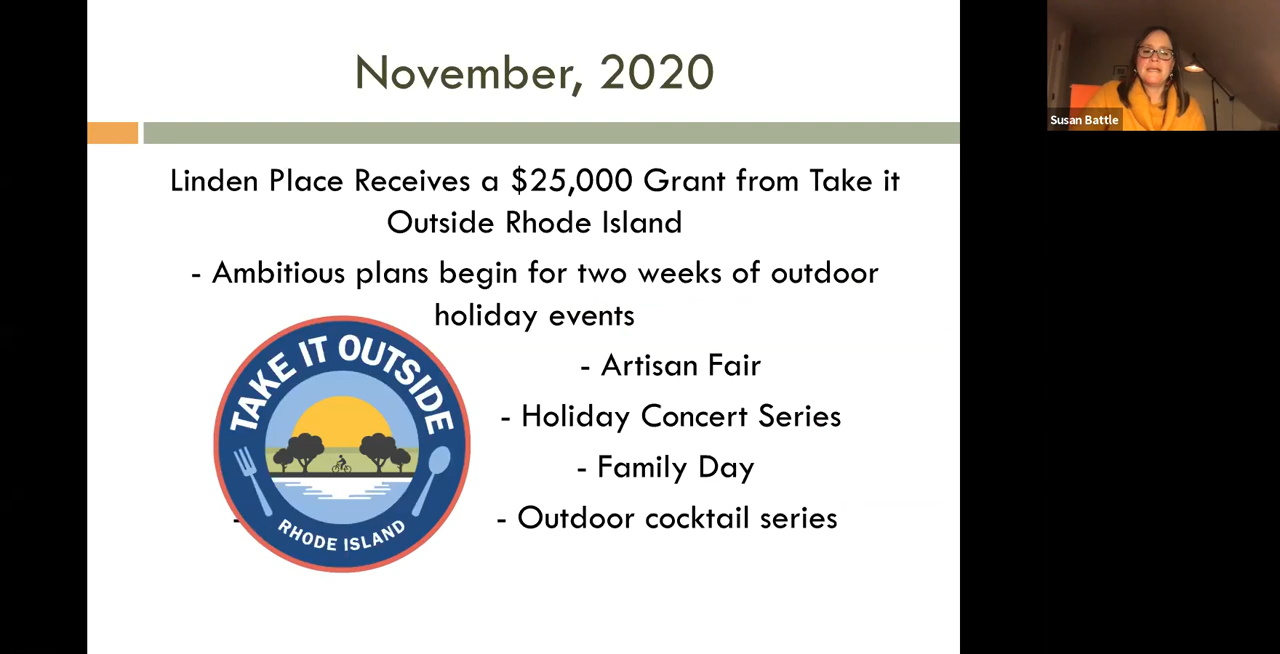 November, 2020
Linden Place Receives a $25,000 Grant from Take it
Outside Rhode Island
- Ambitious plans begin for two weeks of outdoor
holiday events
- Artisan Fair
- Holiday Concert Series
- Family Day
- - Outdoor cocktail series
TAKE IT OUTSIDE
RHODE ISLAND
Susan Battle